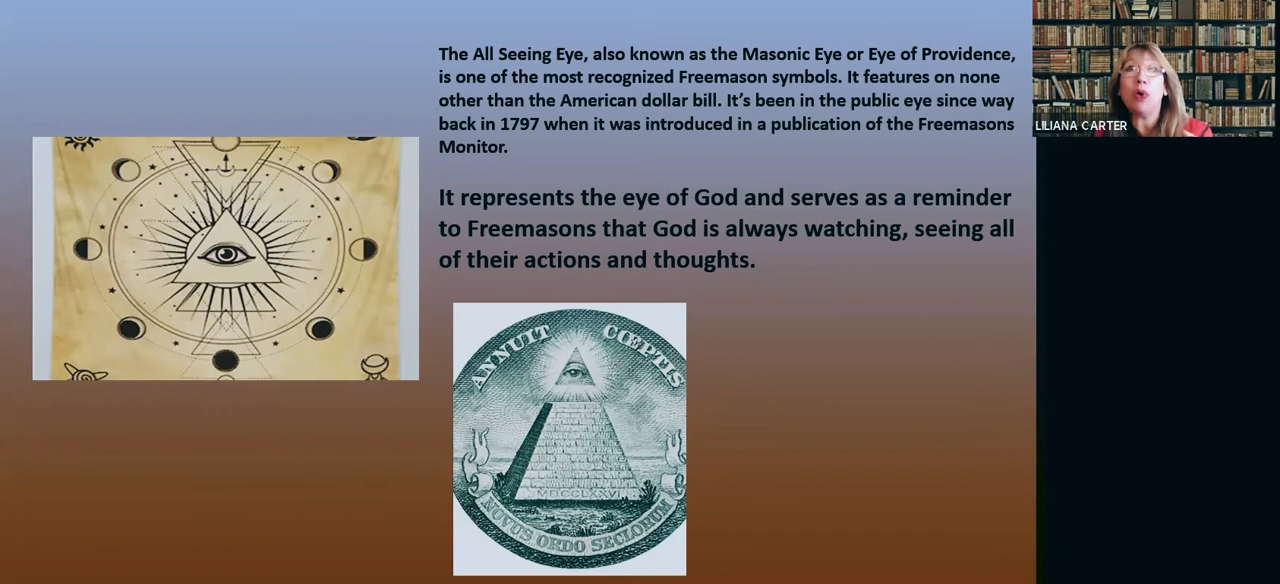 The All Seeing Eye, also known as the Masonic Eye or Eye of Providence,
is one of the most recognized Freemason symbols. It features on none
other than the American dollar bill. It’s been in the public eye since way
back in 1797 when it was introduced in a publication of the Freemasons
Monitor.
It represents the eye of God and serves as a reminder
to Freemasons that God is always watching, seeing all
of their actions and thoughts.
ANNUIT CŒPTIS
MDCCLXXVI
NOVUS ORDO SECLORUM
LILIANA CARTER